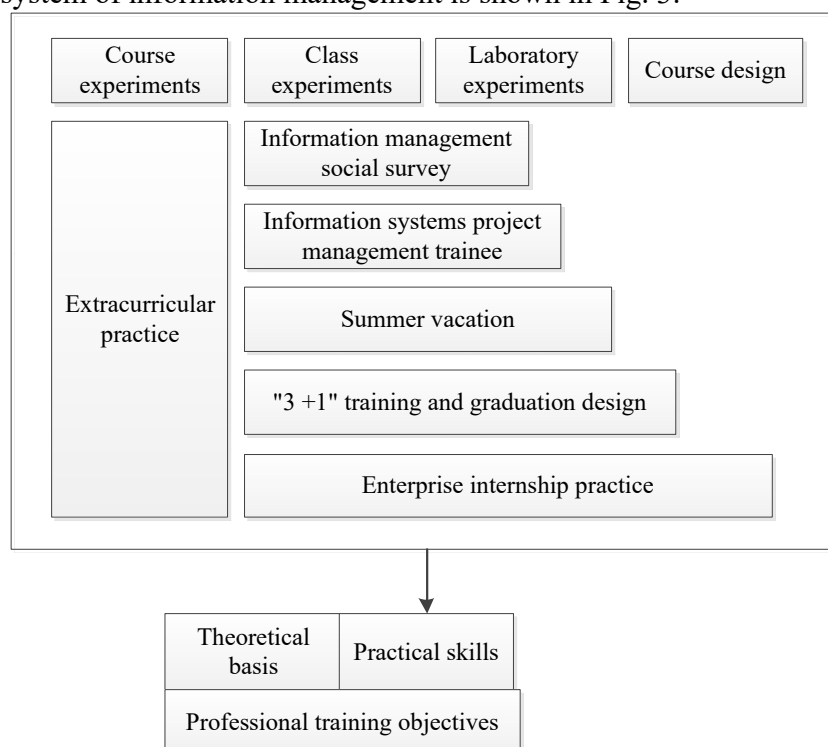 system of information management is shown in Fig. 3.
Course
experiments
Class
experiments
Laboratory
experiments
Course design
Information management
social survey
Information systems project
management trainee
Extracurricular
practice
Summer vacation
"3 +1" training and graduation design
Enterprise internship practice
Theoretical
basis
Practical skills
Professional training objectives